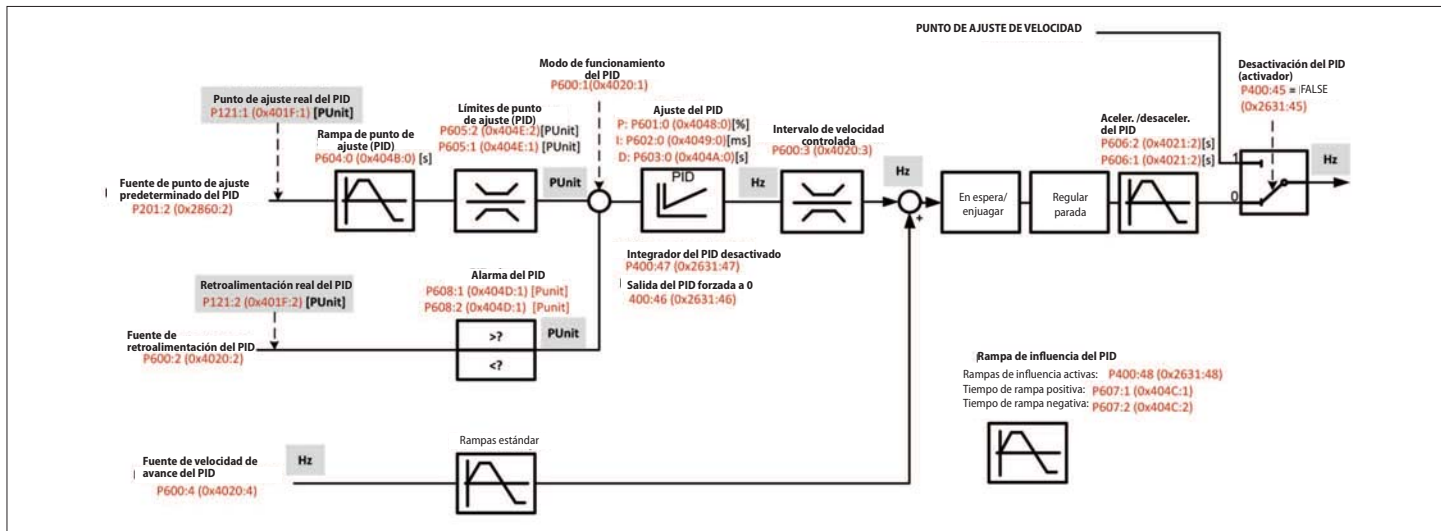 PUNTO DE AJUSTE DE VELOCIDAD
Modo de funcionamiento
del PID
P600:1(0x4020:1)
Desactivación del PID
(activador)
P400:45 = FALSE
(0x2631:45)
Punto de ajuste real del PID
P121:1 (0x401F:1) [PUnit]
Rampa de punto de
ajuste (PID)
P604:0 (0x404B:0) [s]
Límites de punto
de ajuste (PID)
P605:2 (0x404E:2)[PUnit]
P605:1 (0x404E:1) [PUnit]
Ajuste del PID
P: P601:0 (0x4048:0)[%]
I: P602:0 (0x4049:0)[ms]
D: P603:0 (0x404A:0)[s]
Intervalo de velocidad
controlada
P600:3 (0x4020:3)
Aceler. /desaceler.
del PID
P606:2 (0x4021:2)[s]
P606:1 (0x4021:2)[s]
Fuente de punto de ajuste
predeterminado del PID
P201:2 (0x2860:2)
PUnit
PID
Hz
Hz
+
En espera/
enjuagar
Regular
parada
1
0
Hz
Integrador del PID desactivado
P400:47 (0x2631:47)
Salida del PID forzada a 0
400:46 (0x2631:46)
Retroalimentación real del PID
P121:2 (0x401F:2) [PUnit]
Alarma del PID
P608:1 (0x404D:1) [Punit]
P608:2 (0x404D:1) [Punit]
Fuente de
retroalimentación del PID
P600:2 (0x4020:2)
>?
<?
PUnit
Rampa de influencia del PID
Rampas de influencia activas: P400:48 (0x2631:48)
Tiempo de rampa positiva: P607:1 (0x404C:1)
Tiempo de rampa negativa: P607:2 (0x404C:2)
Fuente de velocidad de
avance del PID
P600:4 (0x4020:4)
Hz
Rampas estándar